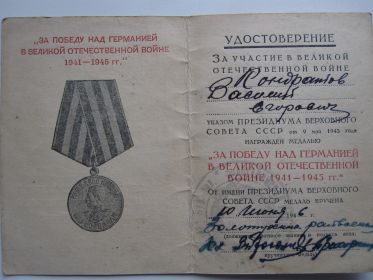 „ЗА ПОБЕДУ НАД ГЕРМАНИЕЙ
В ВЕЛИКОЙ ОТЕЧЕСТВЕННОЙ ВОЙНЕ
1941—1945 гг."
УДОСТОВЕРЕНИЕ
ЗА УЧАСТИЕ В ВЕЛИКОЙ
ОТЕЧЕСТВЕННОЙ ВОЙНЕ
Кондратов
Василий
Егорович
УКАЗОМ ПРЕЗИДИУМА ВЕРХОВНОГО
СОВЕТА СССР от 9 мая 1945 года
НАГРАЖДЕН МЕДАЛЬЮ
„ЗА ПОБЕДУ НАД ГЕРМАНИЕЙ
В ВЕЛИКОЙ ОТЕЧЕСТВЕННОЙ
ВОЙНЕ 1941—1945 гг."
ОТ ИМЕНИ ПРЕЗИДИУМА ВЕРХОВНОГО
СОВЕТА СССР МЕДАЛЬ ВРУЧЕНА
1946